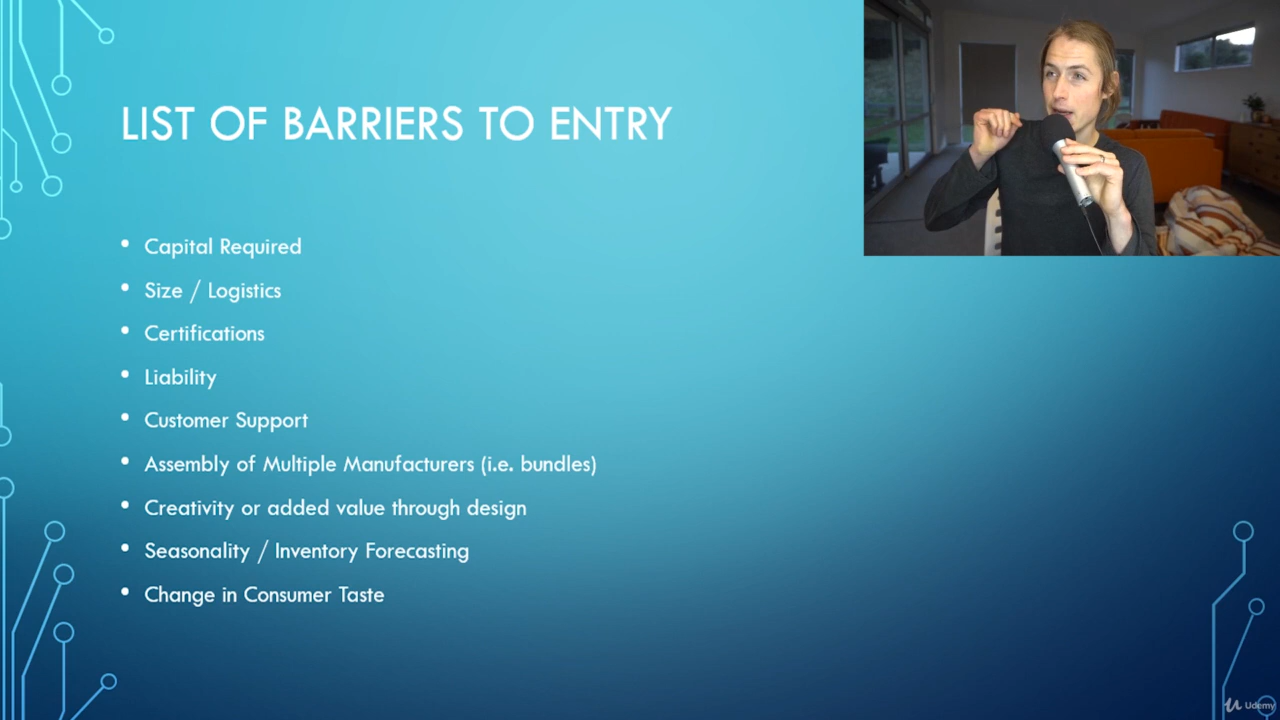 LIST OF BARRIERS TO ENTRY
• Capital Required
• Size / Logistics
• Certifications
• Liability
• Customer Support
• Assembly of Multiple Manufacturers (i.e. bundles)
• Creativity or added value through design
• Seasonality / Inventory Forecasting
• Change in Consumer Taste
Udemy